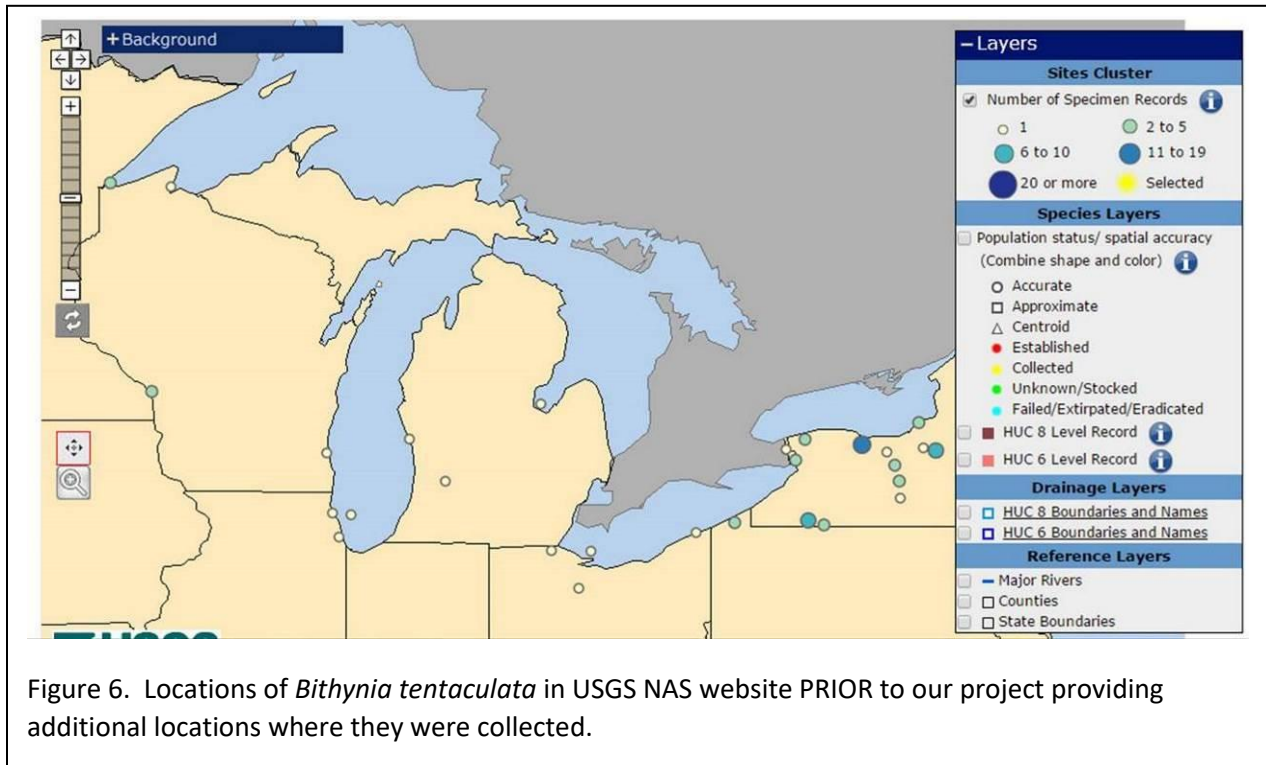 +Background
–Layers
Sites Cluster
Number of Specimen Records
1
2 to 5
6 to 10
11 to 19
20 or more
Selected
Species Layers
Population status/ spatial accuracy
(Combine shape and color)
Accurate
Approximate
Centroid
Established
Collected
Unknown/Stocked
Failed/Extirpated/Eradicated
HUC 8 Level Record
HUC 6 Level Record
Drainage Layers
HUC 8 Boundaries and Names
HUC 6 Boundaries and Names
Reference Layers
Major Rivers
Counties
State Boundaries
Figure 6. Locations of Bithynia tentaculata in USGS NAS website PRIOR to our project providing
additional locations where they were collected.